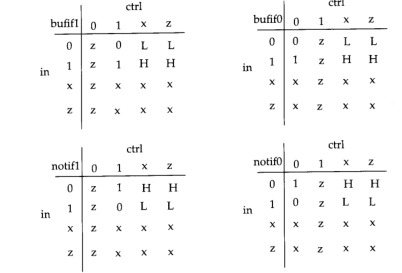 ctrl
bufif1 0 1 x z
0 z 0 L L
in 1 z 1 H H
x z x x x
z z x x x
ctrl
bufif0 0 1 x z
0 0 z L L
in 1 1 z H H
x x z x x
z x z x x
ctrl
notif1 0 1 x z
0 z 1 H H
in 1 z 0 L L
x z x x x
z z x x x
ctrl
notif0 0 1 x z
0 1 z H H
in 1 0 z L L
x x z x x
z x z x x